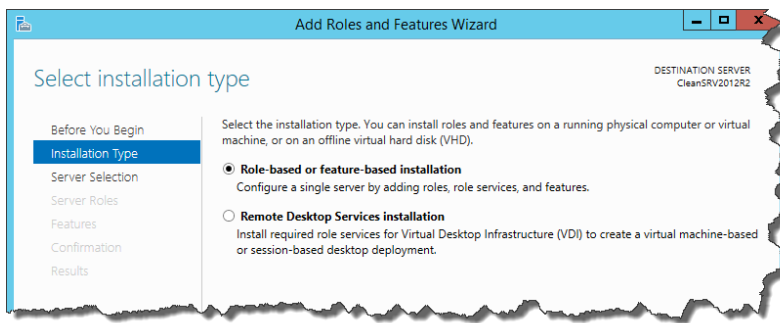 Add Roles and Features Wizard
Select installation type
DESTINATION SERVER
CleanSRV2012R2
Before You Begin
Installation Type
Server Selection
Server Roles
Features
Confirmation
Results
Select the installation type. You can install roles and features on a running physical computer or virtual
machine, or on an offline virtual hard disk (VHD).
Role-based or feature-based installation
Configure a single server by adding roles, role services, and features.
Remote Desktop Services installation
Install required role services for Virtual Desktop Infrastructure (VDI) to create a virtual machine-based
or session-based desktop deployment.